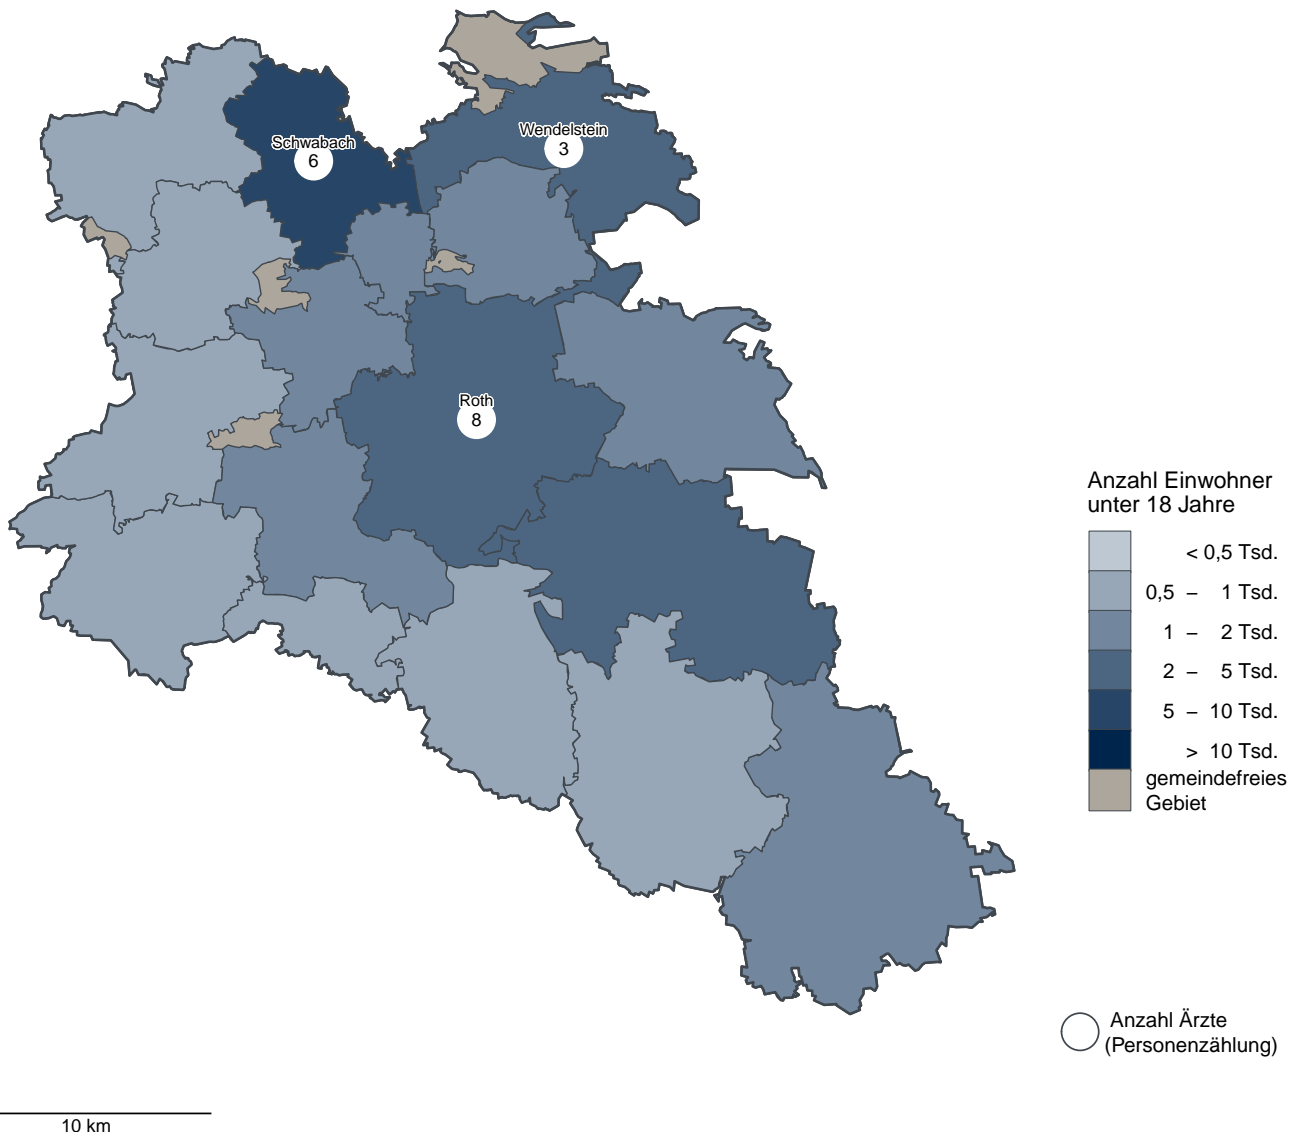 Schwabach
6
Wendelstein
3
Roth
8
Anzahl Einwohner
unter 18 Jahre
< 0,5 Tsd.
0,5 – 1 Tsd.
1 – 2 Tsd.
2 – 5 Tsd.
5 – 10 Tsd.
> 10 Tsd.
gemeindefreies
Gebiet
Anzahl Ärzte
(Personenzählung)
10 km